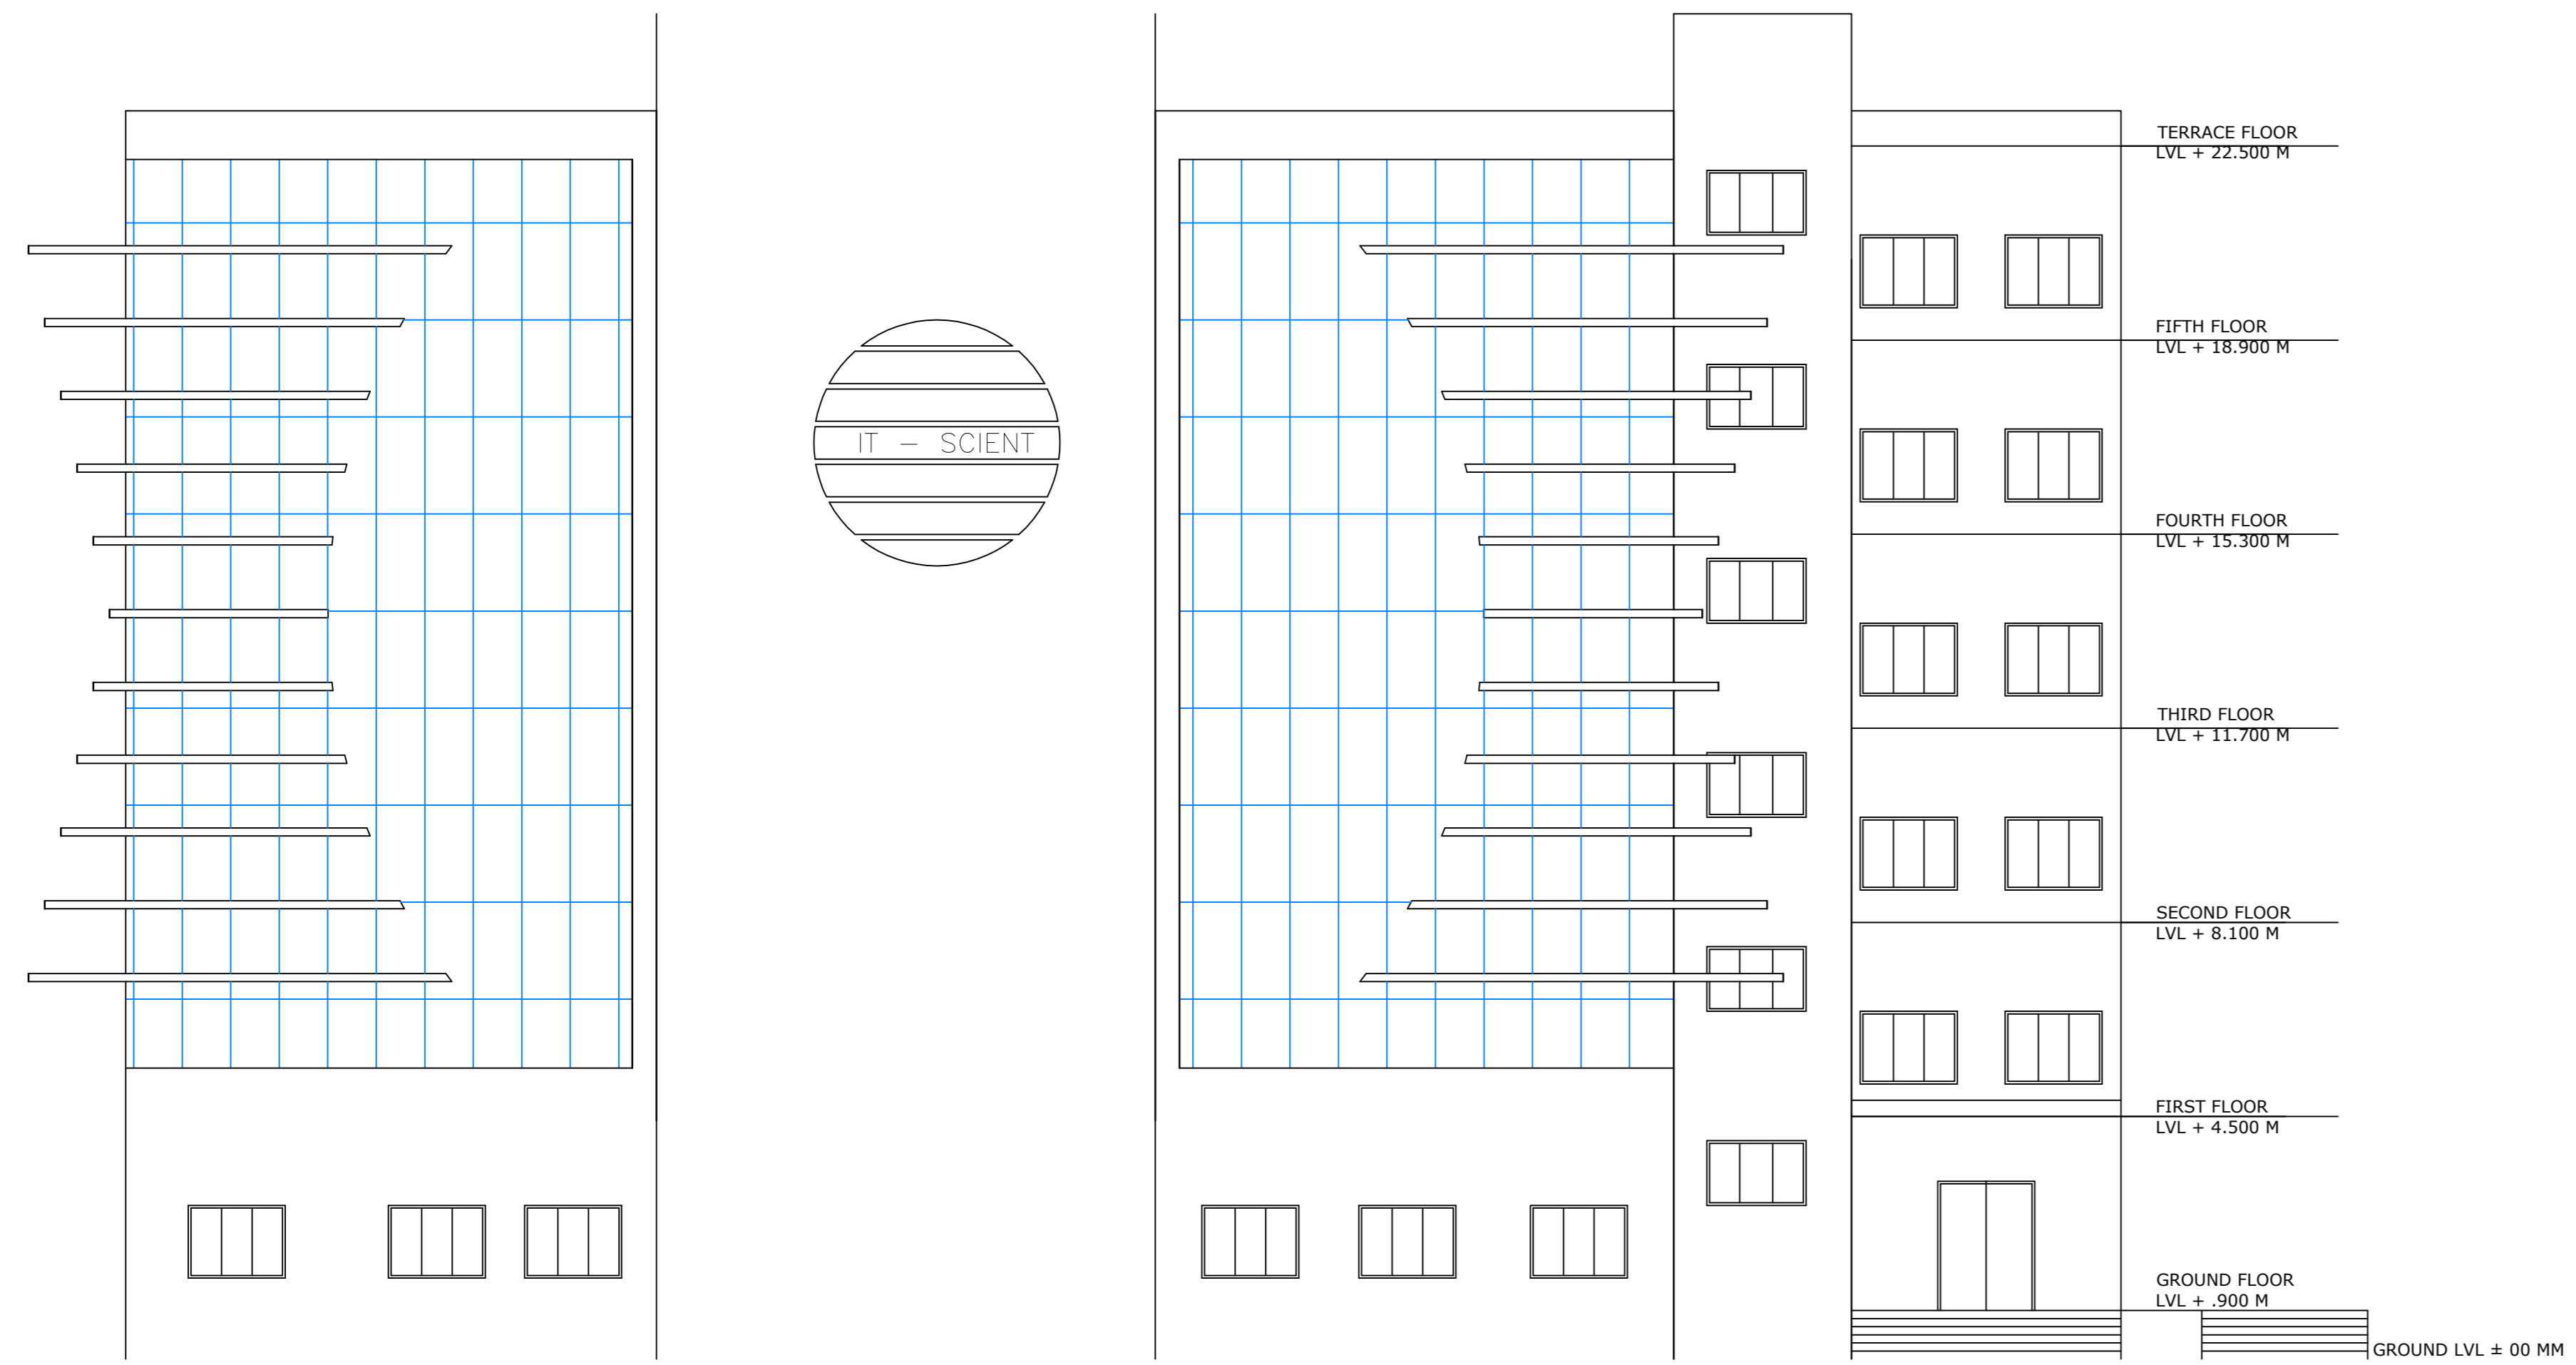 TERRACE FLOOR
LVL + 22.500 M
FIFTH FLOOR
LVL + 18.900 M
IT - SCIENT
FOURTH FLOOR
LVL + 15.300 M
THIRD FLOOR
LVL + 11.700 M
SECOND FLOOR
LVL + 8.100 M
FIRST FLOOR
LVL + 4.500 M
GROUND FLOOR
LVL + .900 M
GROUND LVL ± 00 MM